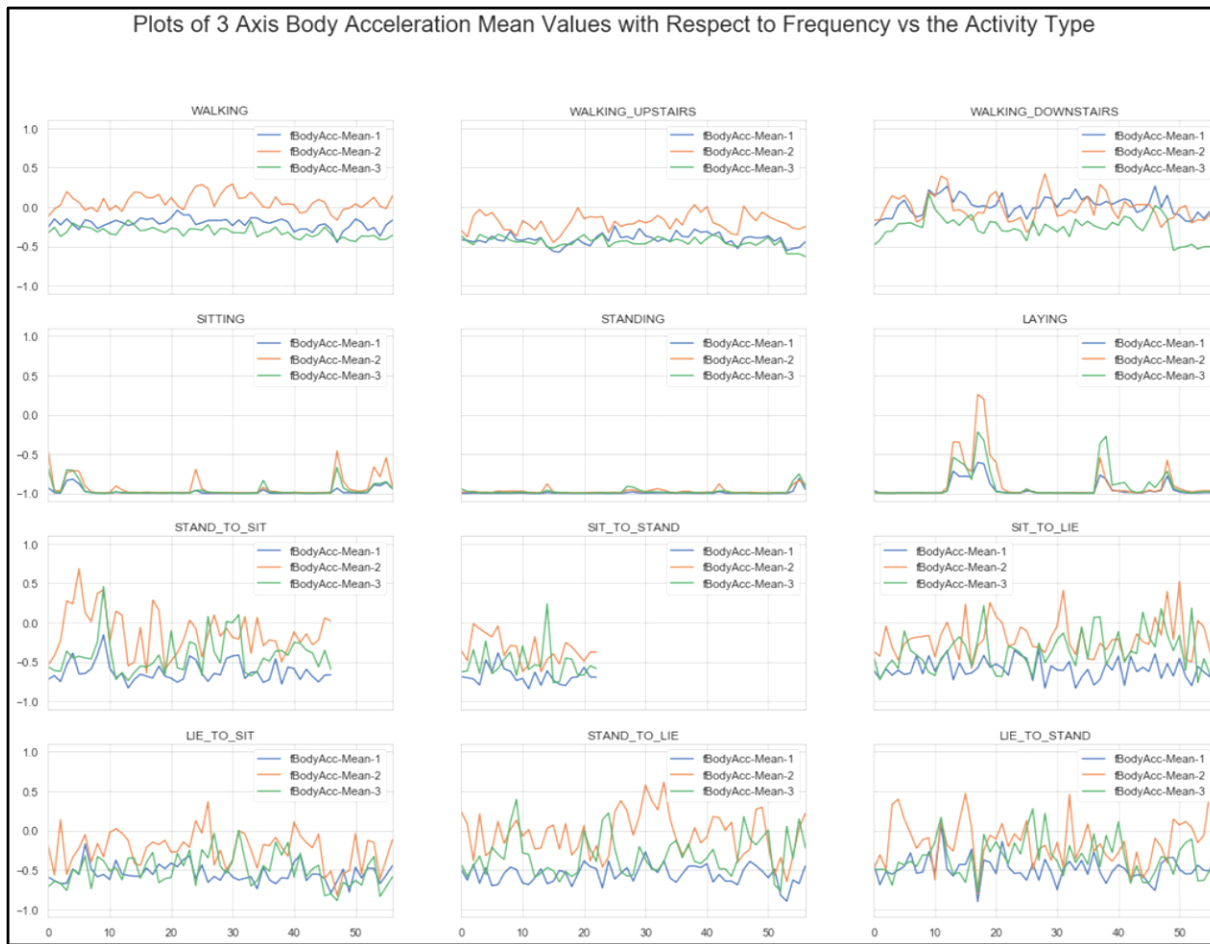 Plots of 3 Axis Body Acceleration Mean Values with Respect to Frequency vs the Activity Type
WALKING
1.0
0.5
0.0
−0.5
−1.0
fBodyAcc-Mean-1
fBodyAcc-Mean-2
fBodyAcc-Mean-3
WALKING_UPSTAIRS
fBodyAcc-Mean-1
fBodyAcc-Mean-2
fBodyAcc-Mean-3
WALKING_DOWNSTAIRS
fBodyAcc-Mean-1
fBodyAcc-Mean-2
fBodyAcc-Mean-3
SITTING
1.0
0.5
0.0
−0.5
−1.0
fBodyAcc-Mean-1
fBodyAcc-Mean-2
fBodyAcc-Mean-3
STANDING
fBodyAcc-Mean-1
fBodyAcc-Mean-2
fBodyAcc-Mean-3
LAYING
fBodyAcc-Mean-1
fBodyAcc-Mean-2
fBodyAcc-Mean-3
STAND_TO_SIT
1.0
0.5
0.0
−0.5
−1.0
fBodyAcc-Mean-1
fBodyAcc-Mean-2
fBodyAcc-Mean-3
SIT_TO_STAND
fBodyAcc-Mean-1
fBodyAcc-Mean-2
fBodyAcc-Mean-3
SIT_TO_LIE
fBodyAcc-Mean-1
fBodyAcc-Mean-2
fBodyAcc-Mean-3
LIE_TO_SIT
1.0
0.5
0.0
−0.5
−1.0
fBodyAcc-Mean-1
fBodyAcc-Mean-2
fBodyAcc-Mean-3
0 10 20 30 40 50
STAND_TO_LIE
fBodyAcc-Mean-1
fBodyAcc-Mean-2
fBodyAcc-Mean-3
0 10 20 30 40 50
LIE_TO_STAND
fBodyAcc-Mean-1
fBodyAcc-Mean-2
fBodyAcc-Mean-3
0 10 20 30 40 50